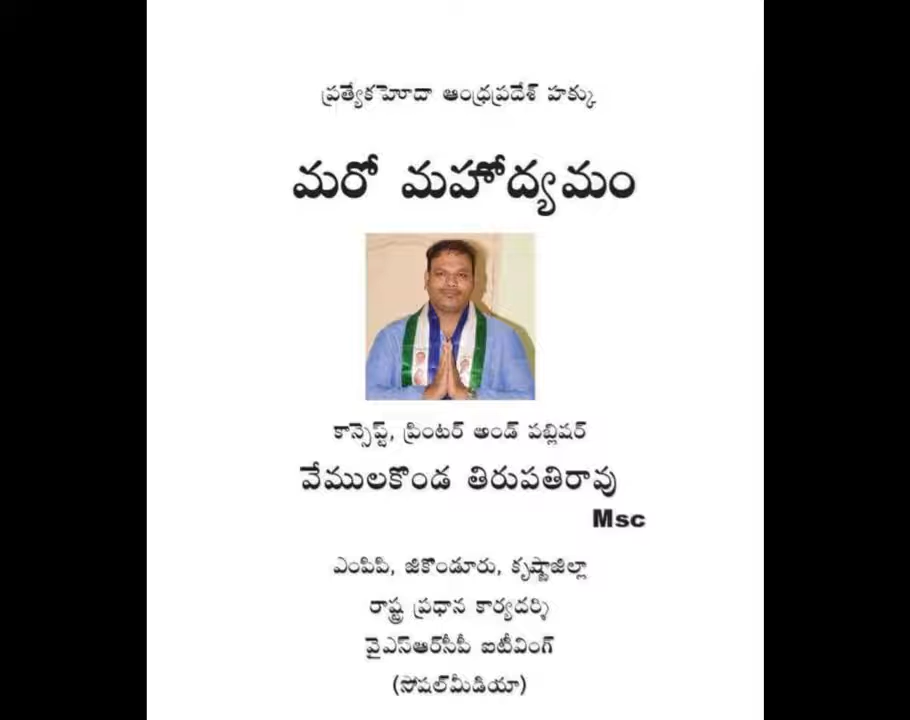 ప్రత్యేకహెూదా ఆంధ్రప్రదేశ్ హక్కు
మరో మహోద్యమం
కాన్సెప్ట్, ప్రింటర్ అండ్ పబ్లిషర్
వేములకొండ తిరుపతిరావు
Msc
ఎంపిపి, జికొండూరు, కృష్ణాజిల్లా
రాష్ట్ర ప్రధాన కార్యదర్శి
వైఎస్ఆర్‌సీపీ ఐటీవింగ్
(సోషల్‌మీడియా)